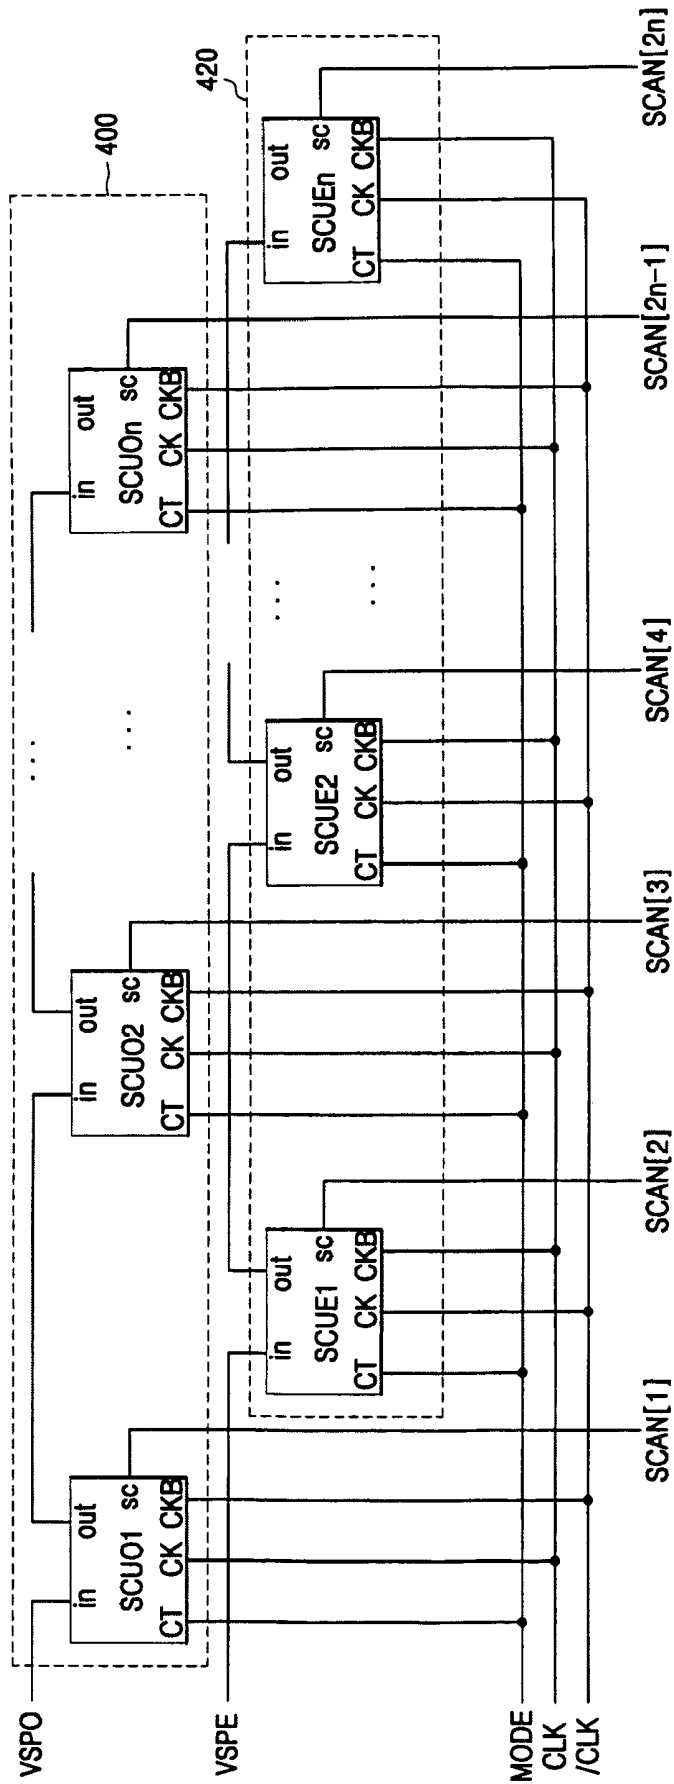 400
420
VSPO
in
out
SCUO1
sc
CT
CK
CKB
in
out
SCUO2
sc
CT
CK
CKB
...
...
in
out
SCUOn
sc
CT
CK
CKB
VSPE
in
out
SCUE1
sc
CT
CK
CKB
in
out
SCUE2
sc
CT
CK
CKB
...
...
in
out
SCUEn
sc
CT
CK
CKB
MODE
CLK
/CLK
SCAN[1]
SCAN[2]
SCAN[3]
SCAN[4]
SCAN[2n-1]
SCAN[2n]